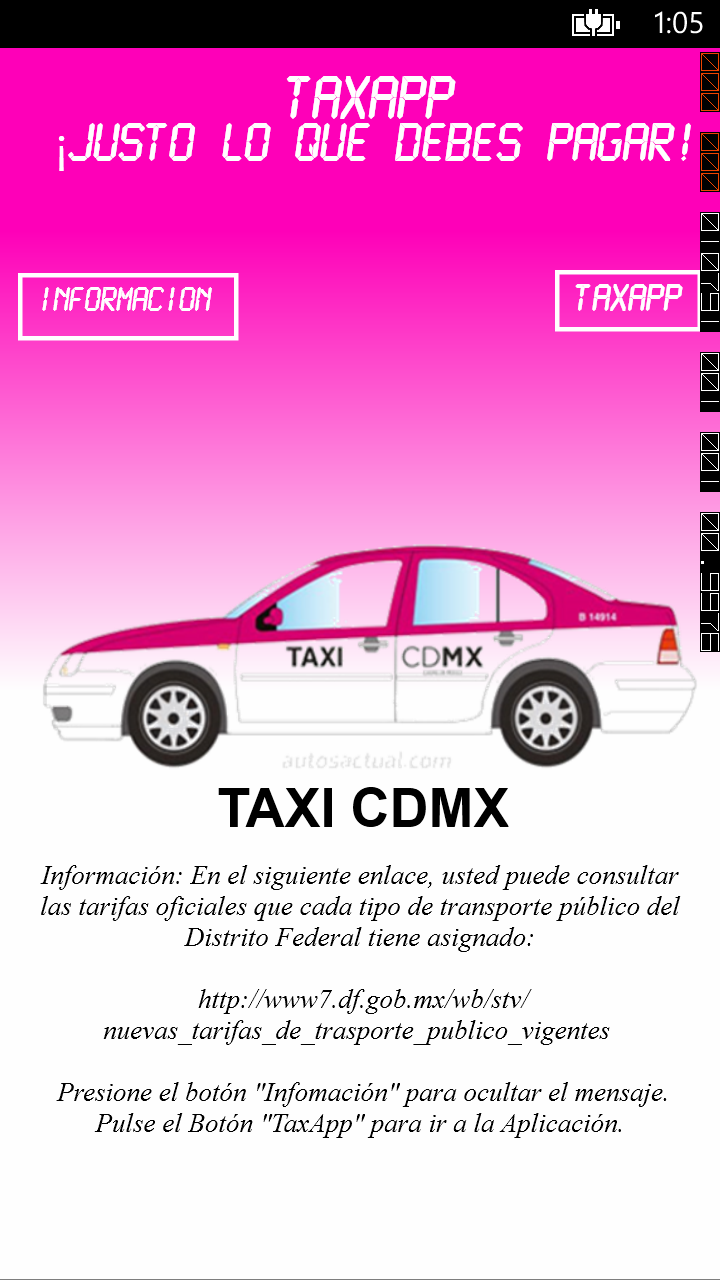 1:05
TAXAPP
¡JUSTO LO QUE DEBES PAGAR!
INFORMACION
TAXAPP
B 14914
TAXI
CDMX
autosactual.com
TAXI CDMX
Información: En el siguiente enlace, usted puede consultar
las tarifas oficiales que cada tipo de transporte público del
Distrito Federal tiene asignado:
http://www7.df.gob.mx/wb/stv/
nuevas_tarifas_de_trasporte_publico_vigentes
Presione el botón "Infomación" para ocultar el mensaje.
Pulse el Botón "TaxApp" para ir a la Aplicación.